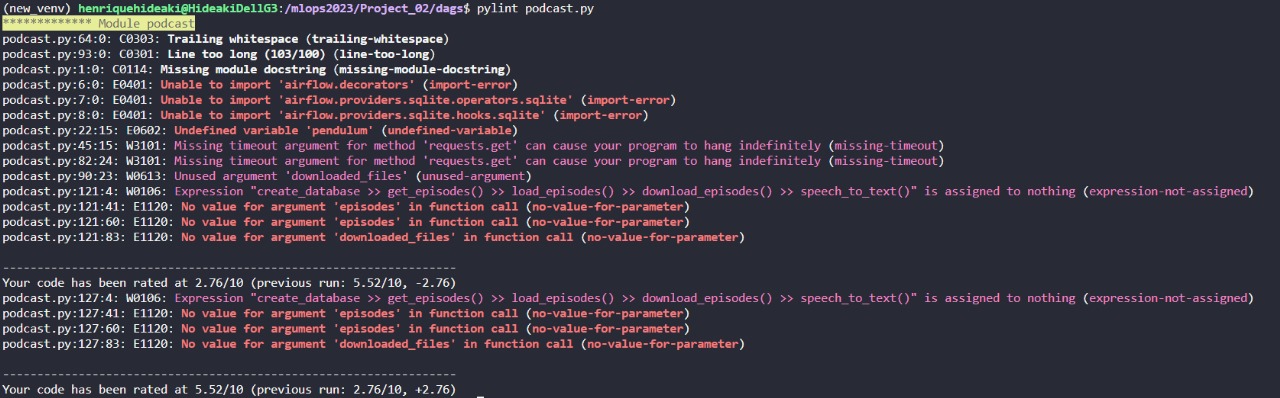 (new_venv) henriquehideaki@HideakiDellG3:/mlops2023/Project_02/dags$ pylint podcast.py
************* Module podcast
podcast.py:64:0: C0303: Trailing whitespace (trailing-whitespace)
podcast.py:93:0: C0301: Line too long (103/100) (line-too-long)
podcast.py:1:0: C0114: Missing module docstring (missing-module-docstring)
podcast.py:6:0: E0401: Unable to import 'airflow.decorators' (import-error)
podcast.py:7:0: E0401: Unable to import 'airflow.providers.sqlite.operators.sqlite' (import-error)
podcast.py:8:0: E0401: Unable to import 'airflow.providers.sqlite.hooks.sqlite' (import-error)
podcast.py:22:15: E0602: Undefined variable 'pendulum' (undefined-variable)
podcast.py:45:15: W3101: Missing timeout argument for method 'requests.get' can cause your program to hang indefinitely (missing-timeout)
podcast.py:82:24: W3101: Missing timeout argument for method 'requests.get' can cause your program to hang indefinitely (missing-timeout)
podcast.py:90:23: W0613: Unused argument 'downloaded_files' (unused-argument)
podcast.py:121:4: W0106: Expression "create_database >> get_episodes() >> load_episodes() >> download_episodes() >> speech_to_text()" is assigned to nothing (expression-not-assigned)
podcast.py:121:41: E1120: No value for argument 'episodes' in function call (no-value-for-parameter)
podcast.py:121:60: E1120: No value for argument 'episodes' in function call (no-value-for-parameter)
podcast.py:121:83: E1120: No value for argument 'downloaded_files' in function call (no-value-for-parameter)
------------------------------------------------------------------
Your code has been rated at 2.76/10 (previous run: 5.52/10, -2.76)
podcast.py:127:4: W0106: Expression "create_database >> get_episodes() >> load_episodes() >> download_episodes() >> speech_to_text()" is assigned to nothing (expression-not-assigned)
podcast.py:127:41: E1120: No value for argument 'episodes' in function call (no-value-for-parameter)
podcast.py:127:60: E1120: No value for argument 'episodes' in function call (no-value-for-parameter)
podcast.py:127:83: E1120: No value for argument 'downloaded_files' in function call (no-value-for-parameter)
------------------------------------------------------------------
Your code has been rated at 5.52/10 (previous run: 2.76/10, +2.76)